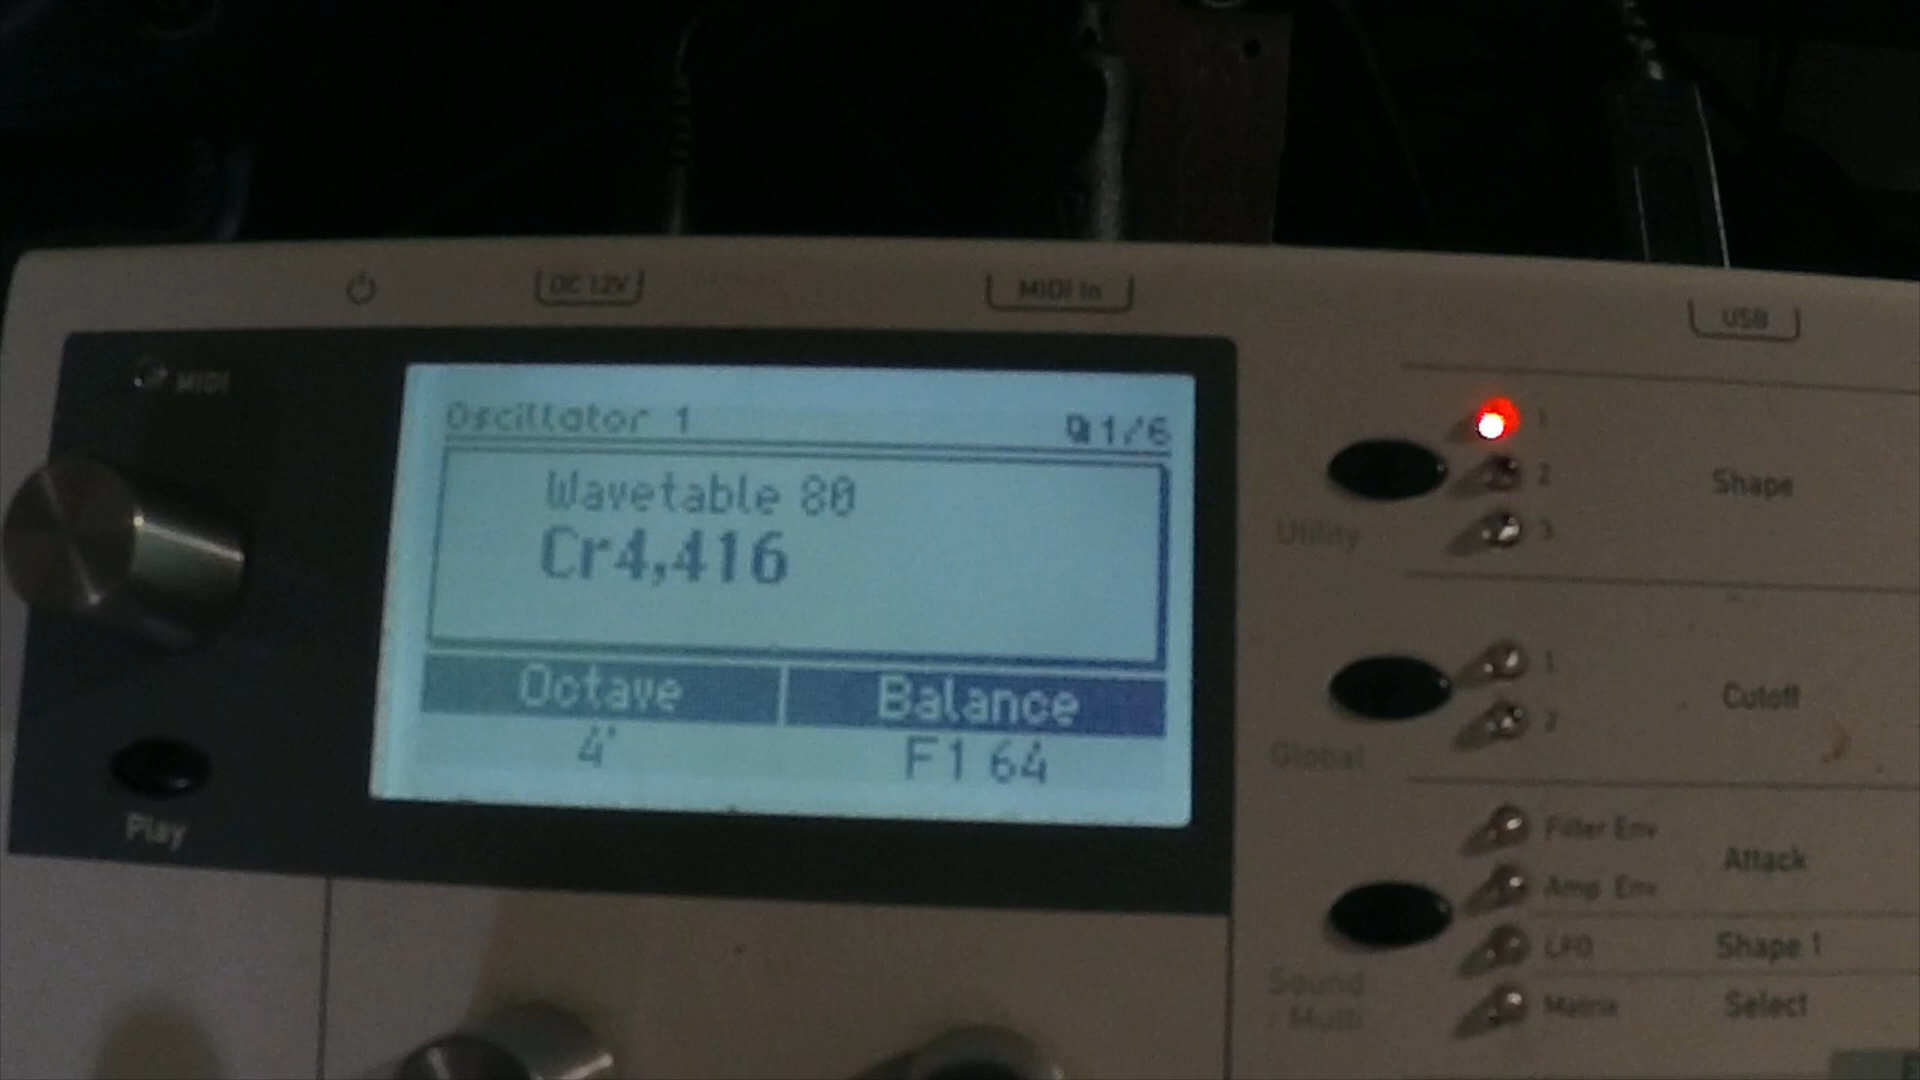 DC 12V
MIDI In
USB
MIDI
Oscillator 1
1/6
Wavetable 80
Cr4,416
Octave
Balance
4'
F1 64
Play
1
2
3
Shape
Utility
1
2
Cutoff
Global
Filter Env
Amp Env
Attack
LFO
Shape 1
Matrix
Select
Sound
/ Multi